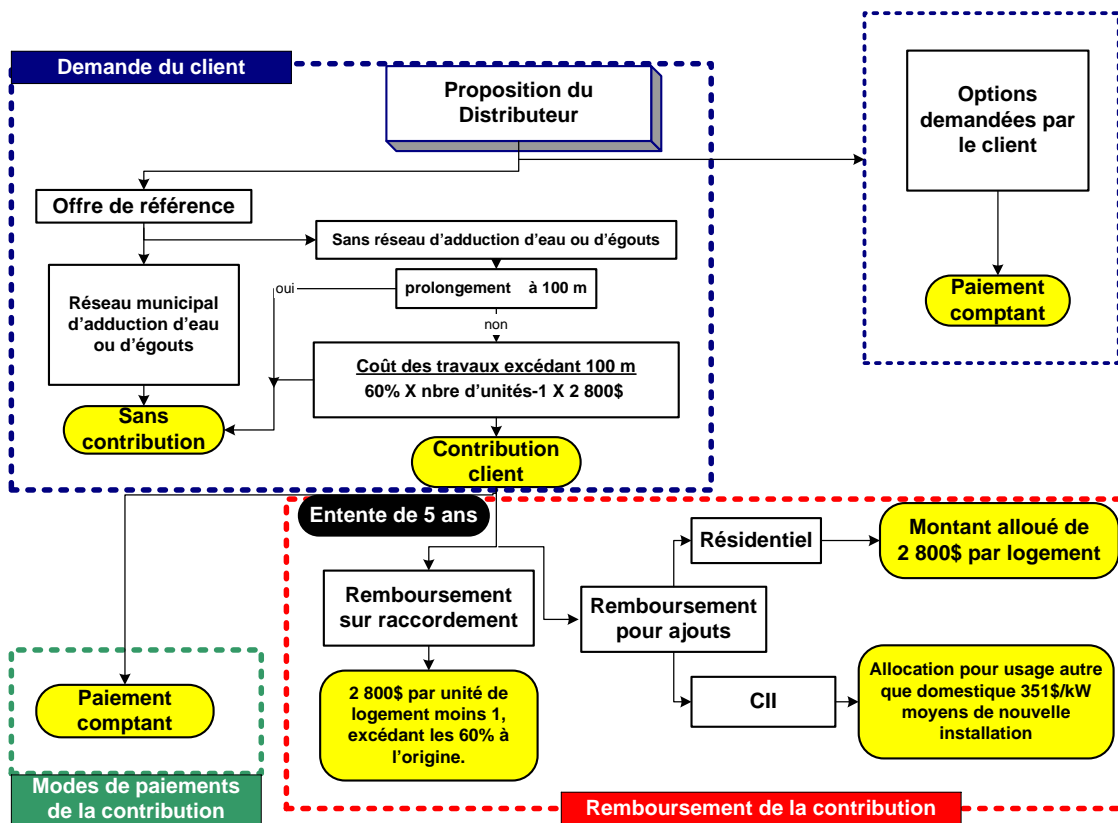 Demande du client
Proposition du
Distributeur
Options
demandées par
le client
Paiement
comptant
Offre de référence
Sans réseau d'adduction d'eau ou d'égouts
Réseau municipal
d'adduction d'eau
ou d'égouts
oui
prolongement à 100 m
non
Coût des travaux excédant 100 m
60% X nbre d'unités-1 X 2 800$
Sans
contribution
Contribution
client
Entente de 5 ans
Remboursement
sur raccordement
2 800$ par unité de
logement moins 1,
excédant les 60% à
l'origine.
Remboursement
pour ajouts
Résidentiel
Montant alloué de
2 800$ par logement
CII
Allocation pour usage autre
que domestique 351$/kW
moyens de nouvelle
installation
Paiement
comptant
Modes de paiements
de la contribution
Remboursement de la contribution